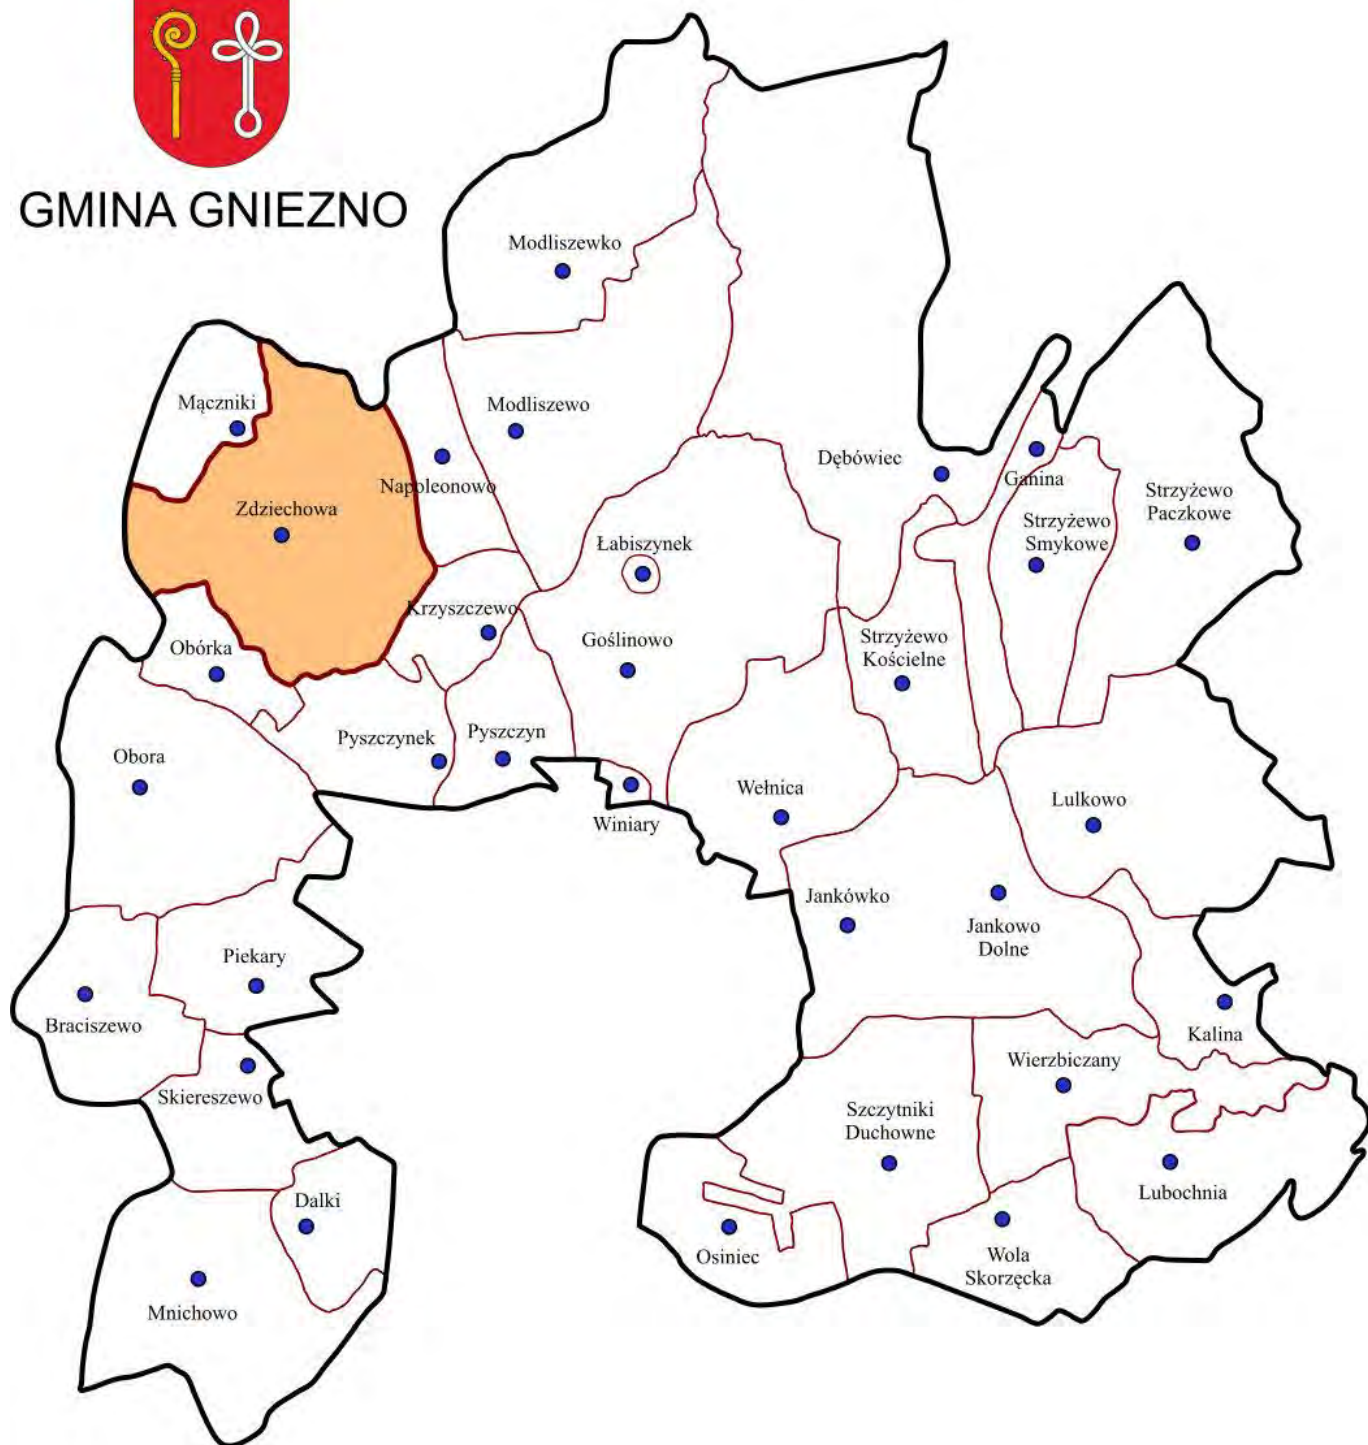 GMINA GNIEZNO
Modliszewko
Mączniki
Modliszewo
Napoleonowo
Dębówiec
Ganina
Strzyżewo
Paczkowe
Zdziechowa
Strzyżewo
Smykowe
Łabiszynek
Krzyszczewo
Goślinowo
Strzyżewo
Kościelne
Obórka
Pyszczynek
Pyszczyn
Obora
Wełnica
Winiary
Lulkowo
Jankówko
Jankowo
Dolne
Piekary
Braciszewo
Kalina
Wierzbiczany
Skiereszewo
Szczytniki
Duchowne
Lubochnia
Dalki
Osiniec
Wola
Skorzęcka
Mnichowo